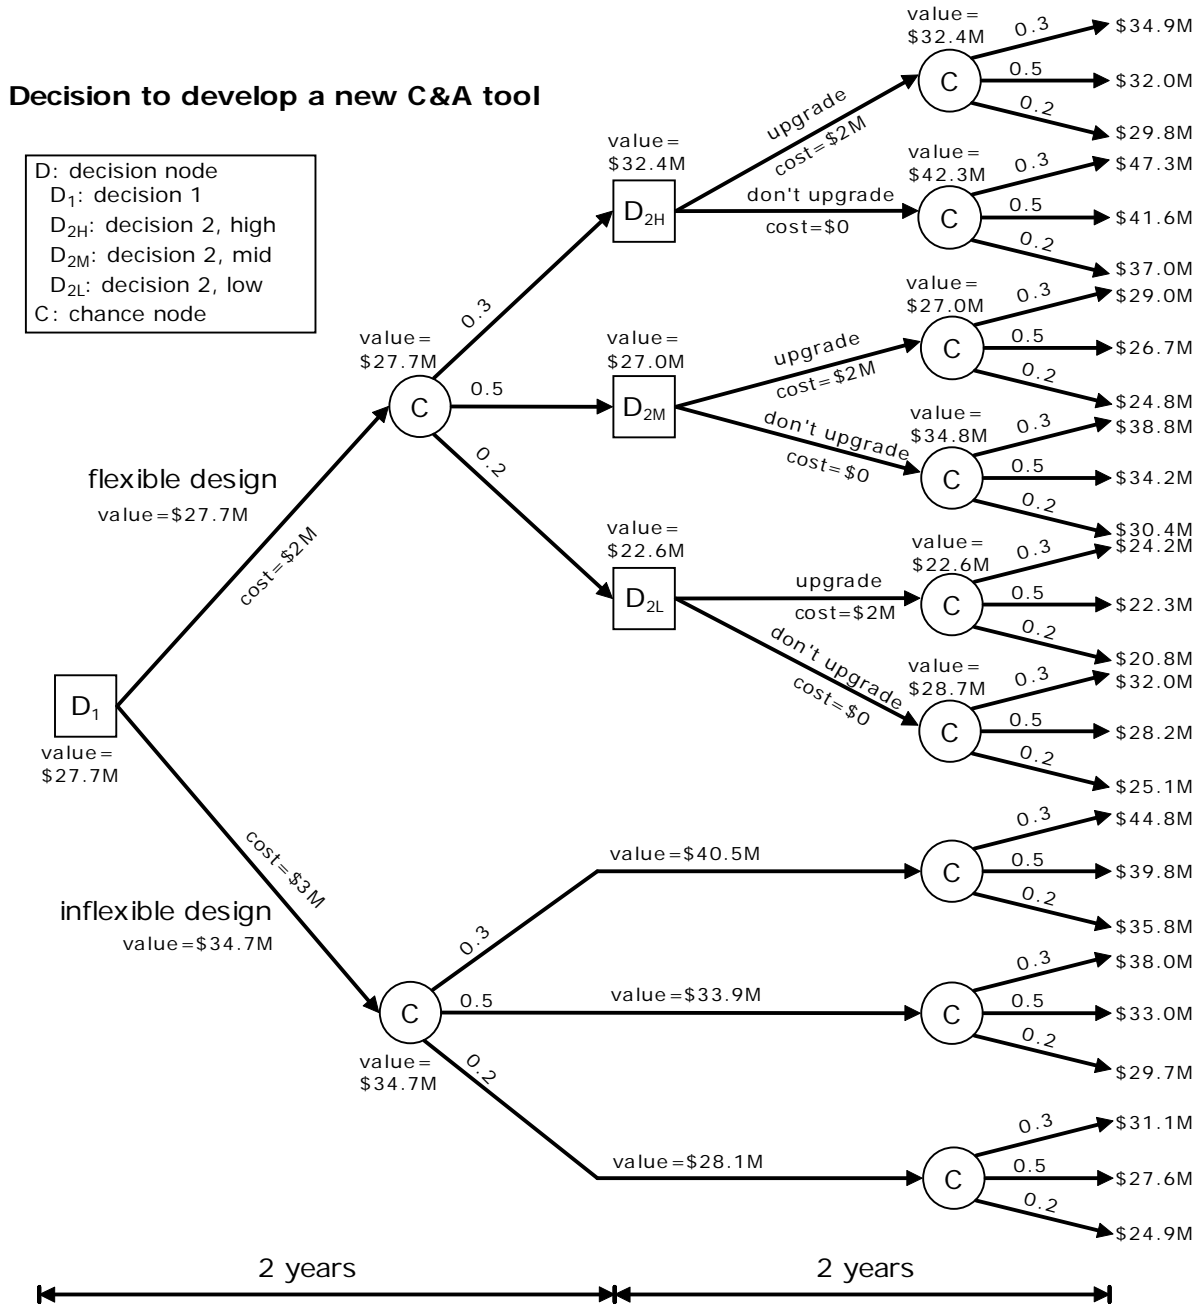 Decision to develop a new C&A tool
D: decision node
D1: decision 1
D2H: decision 2, high
D2M: decision 2, mid
D2L: decision 2, low
C: chance node
value=
$32.4M
C
0.3
$34.9M
0.5
$32.0M
0.2
$29.8M
value=
$32.4M
D2H
upgrade
cost=$2M
don't upgrade
cost=$0
value=
$42.3M
C
0.3
$47.3M
0.5
$41.6M
0.2
$37.0M
value=
$27.7M
C
0.3
0.5
0.2
value=
$27.0M
D2M
upgrade
cost=$2M
don't upgrade
cost=$0
value=
$27.0M
C
0.3
$29.0M
0.5
$26.7M
0.2
$24.8M
value=
$34.8M
C
0.3
$38.8M
0.5
$34.2M
0.2
$30.4M
flexible design
value=$27.7M
cost=$2M
value=
$22.6M
D2L
upgrade
cost=$2M
don't upgrade
cost=$0
value=
$22.6M
C
0.3
$24.2M
0.5
$22.3M
0.2
$20.8M
value=
$28.7M
C
0.3
$32.0M
0.5
$28.2M
0.2
$25.1M
D1
value=
$27.7M
cost=$3M
inflexible design
value=$34.7M
C
value=
$34.7M
0.3
value=$40.5M
C
0.3
$44.8M
0.5
$39.8M
0.2
$35.8M
0.5
value=$33.9M
C
0.3
$38.0M
0.5
$33.0M
0.2
$29.7M
0.2
value=$28.1M
C
0.3
$31.1M
0.5
$27.6M
0.2
$24.9M
2 years
2 years